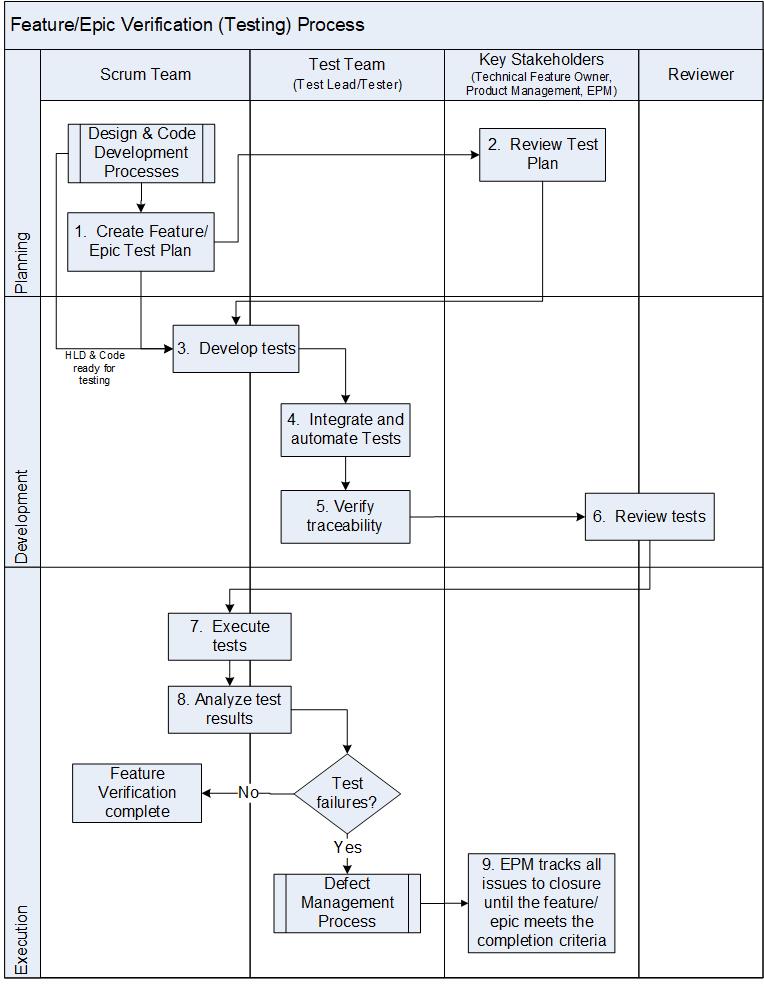 Feature/Epic Verification (Testing) Process
Scrum Team
Test Team
(Test Lead/Tester)
Key Stakeholders
(Technical Feature Owner,
Product Management, EPM)
Reviewer
Planning
Design & Code
Development
Processes
2.  Review Test
Plan
1.  Create Feature/
Epic Test Plan
Development
3.  Develop tests
HLD & Code
ready for
testing
4.  Integrate and
automate Tests
5. Verify
traceability
6.  Review tests
Execution
7.  Execute
tests
8. Analyze test
results
Test
failures?
No
Feature
Verification
complete
Yes
Defect
Management
Process
9. EPM tracks all
issues to closure
until the feature/
epic meets the
completion criteria